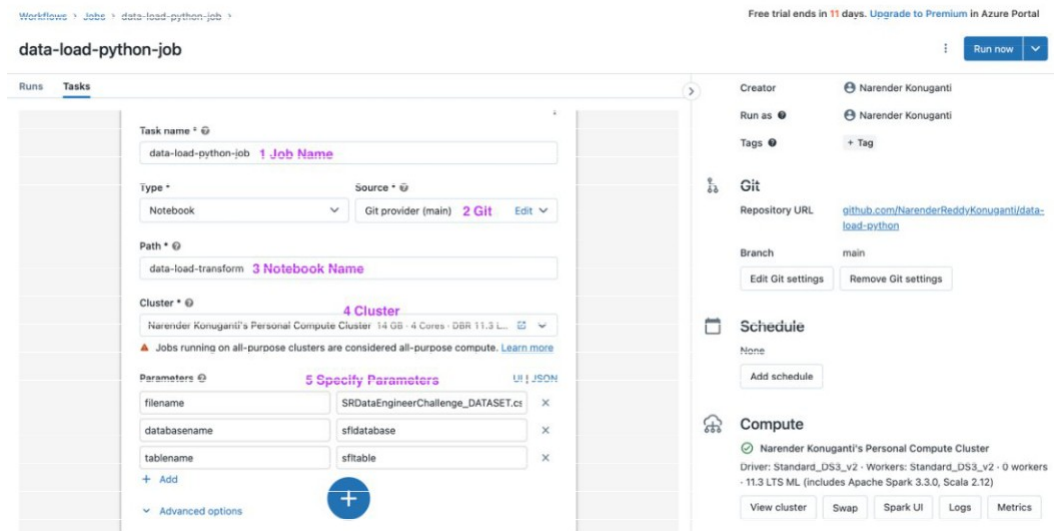 Workflows > Jobs > data-load-python-job >
Free trial ends in 11 days. Upgrade to Premium in Azure Portal
data-load-python-job
Run now
Runs Tasks
Task name *
data-load-python-job 1 Job Name
Type * Source *
Notebook Git provider (main) 2 Git Edit
Path *
data-load-transform 3 Notebook Name
Cluster * 4 Cluster
Narender Konuganti's Personal Compute Cluster 14 GB · 4 Cores · DBR 11.3 L...
Jobs running on all-purpose clusters are considered all-purpose compute. Learn more
Parameters 5 Specify Parameters UI | JSON
filename SRDataEngineerChallenge_DATASET.cs
databasename sfldatabase
tablename sfltable
+ Add
Advanced options
Creator Narender Konuganti
Run as Narender Konuganti
Tags + Tag
Git
Repository URL github.com/NarenderReddyKonuganti/data-
load-python
Branch main
Edit Git settings Remove Git settings
Schedule
None
Add schedule
Compute
Narender Konuganti's Personal Compute Cluster
Driver: Standard_DS3_v2 · Workers: Standard_DS3_v2 · 0 workers
· 11.3 LTS ML (includes Apache Spark 3.3.0, Scala 2.12)
View cluster Swap Spark UI Logs Metrics